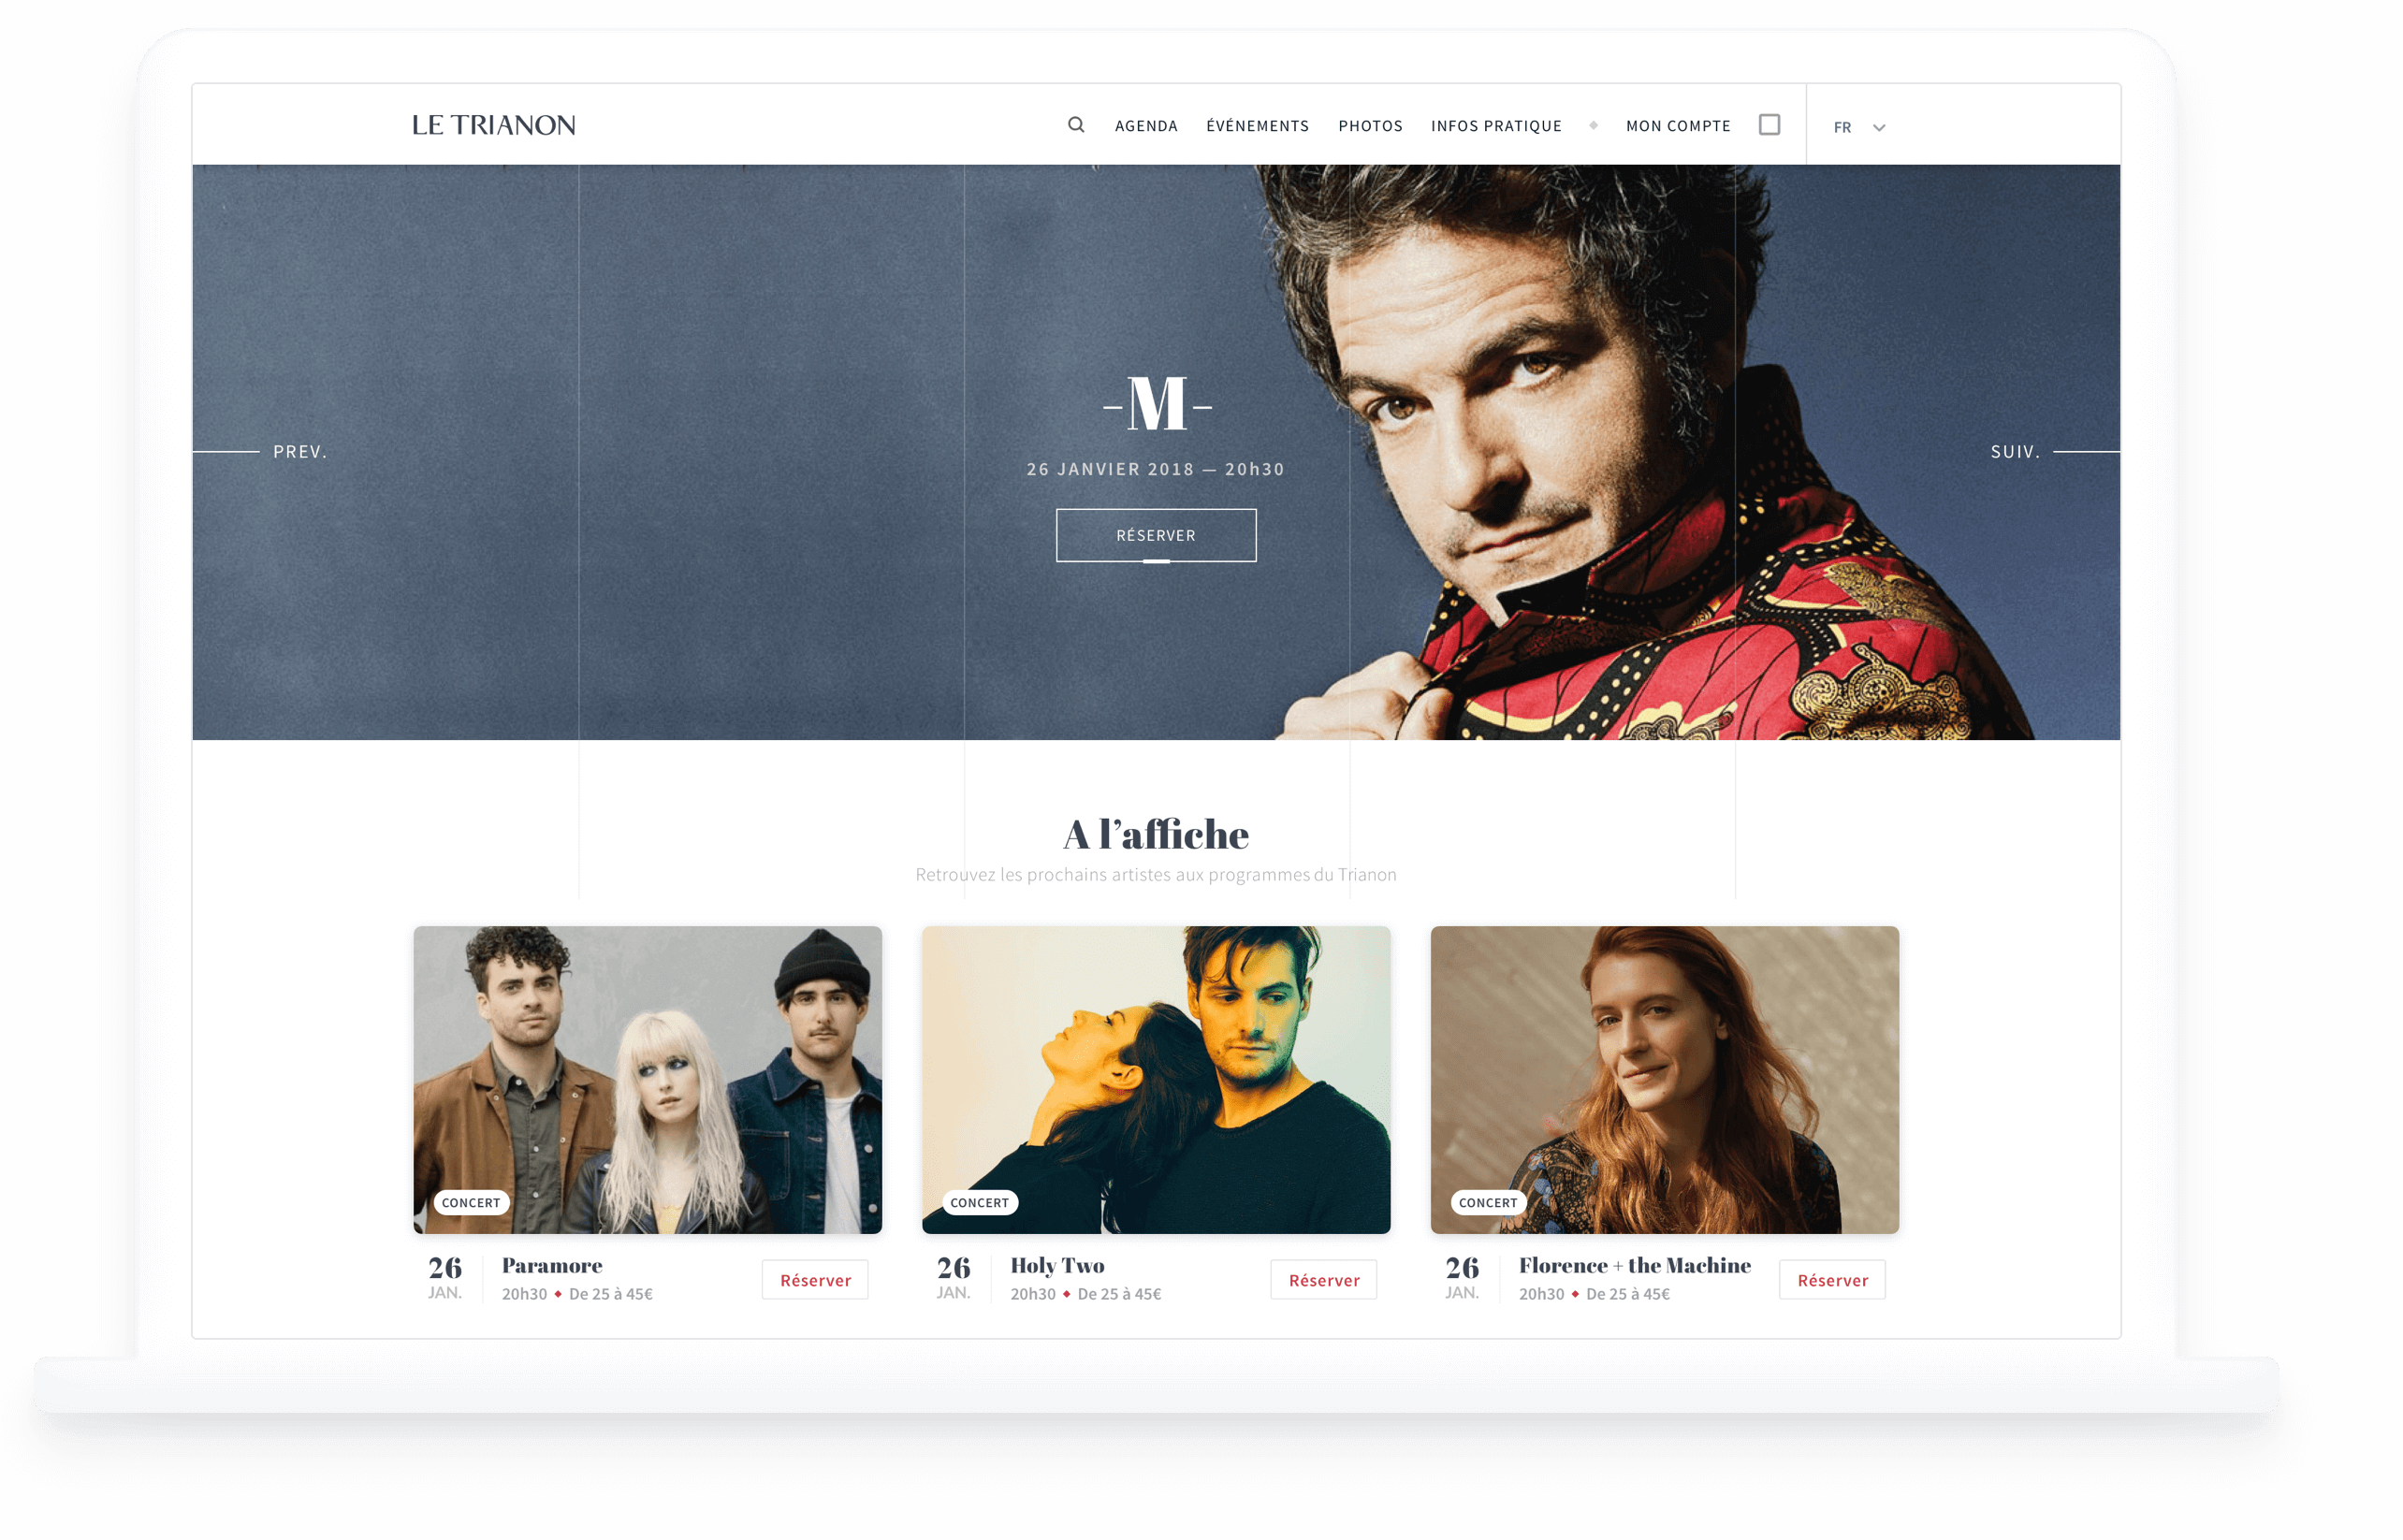 LE TRIANON
AGENDA ÉVÉNEMENTS PHOTOS INFOS PRATIQUE MON COMPTE FR
-M-
PREV.
SUIV.
26 JANVIER 2018 — 20h30
RÉSERVER
A l’affiche
Retrouvez les prochains artistes aux programmes du Trianon
CONCERT
26 JAN.
Paramore
20h30 ◆ De 25 à 45€
Réserver
CONCERT
26 JAN.
Holy Two
20h30 ◆ De 25 à 45€
Réserver
CONCERT
26 JAN.
Florence + the Machine
20h30 ◆ De 25 à 45€
Réserver